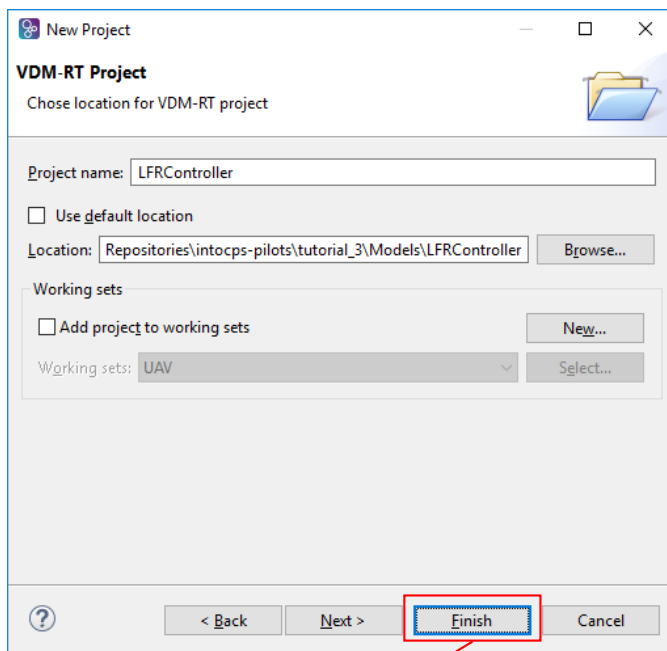 New Project
VDM-RT Project
Chose location for VDM-RT project
Project name: LFRController
Use default location
Location: Repositories\intocps-pilots\tutorial_3\Models\LFRController Browse...
Working sets
Add project to working sets New...
Working sets: UAV Select...
? < Back Next > Finish Cancel